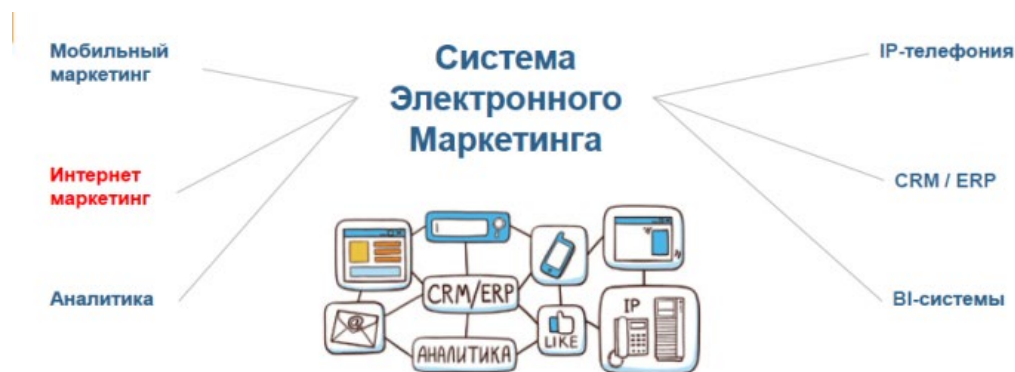 Мобильный
маркетинг
Интернет
маркетинг
Аналитика
Система
Электронного
Маркетинга
IP-телефония
CRM / ERP
BI-системы
CRM/ERP
@
АНАЛИТИКА
LIKE
IP